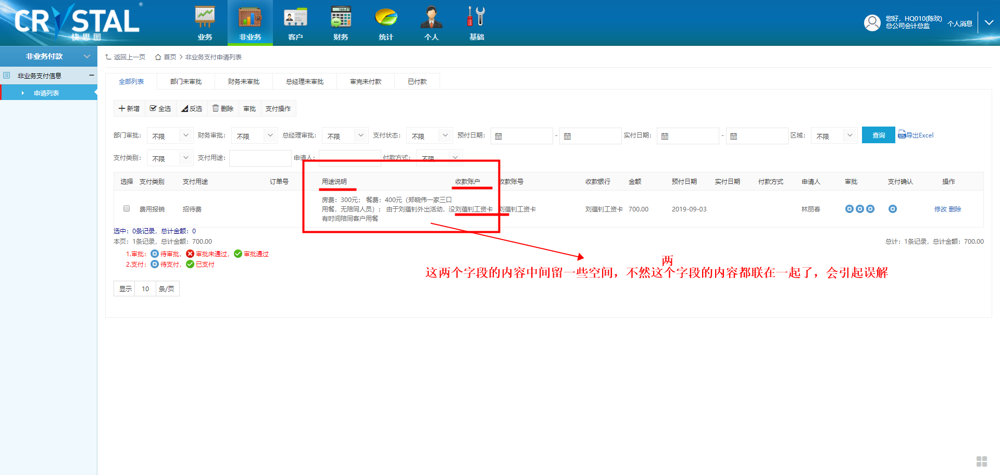 CRYSTAL®
快思图
业务 非业务 客户 财务 统计 个人 基础
您好，HQ010(陈玟)
总公司会计总监
个人消息
非业务付款
非业务支付信息
申请列表
返回上一页 首页 > 非业务支付申请列表
全部列表 部门未审批 财务未审批 总经理未审批 审完未付款 已付款
新增 全选 反选 删除 审批 支付操作
部门审批： 不限 财务审批： 不限 总经理审批： 不限 支付状态： 不限 预付日期： - 实付日期： - 区域： 不限 查询 导出Excel
支付类别： 不限 支付用途： 申请人： 付款方式： 不限
选择 支付类别 支付用途 订单号 用途说明 收款账户 收款账号 收款银行 金额 预付日期 实付日期 付款方式 申请人 审批 支付确认 操作
房费：300元； 餐费：400元（郑晓伟一家三口
费用报销 招待费 用餐，无陪同人员）； 由于刘蕴钊外出活动，没 刘蕴钊工资卡 刘蕴钊工资卡 刘蕴钊工资卡 700.00 2019-09-03 林丽春 修改 删除
有时间陪同客户用餐
选中：0条记录，总计金额：0
本页：1条记录，总计金额：700.00
总计：1条记录，总计金额：700.00
1.审批： 待审批， 审批未通过， 审批通过
2.支付： 待支付， 已支付
两
这两个字段的内容中间留一些空间，不然这个字段的内容都联在一起了，会引起误解
显示 10 条/页